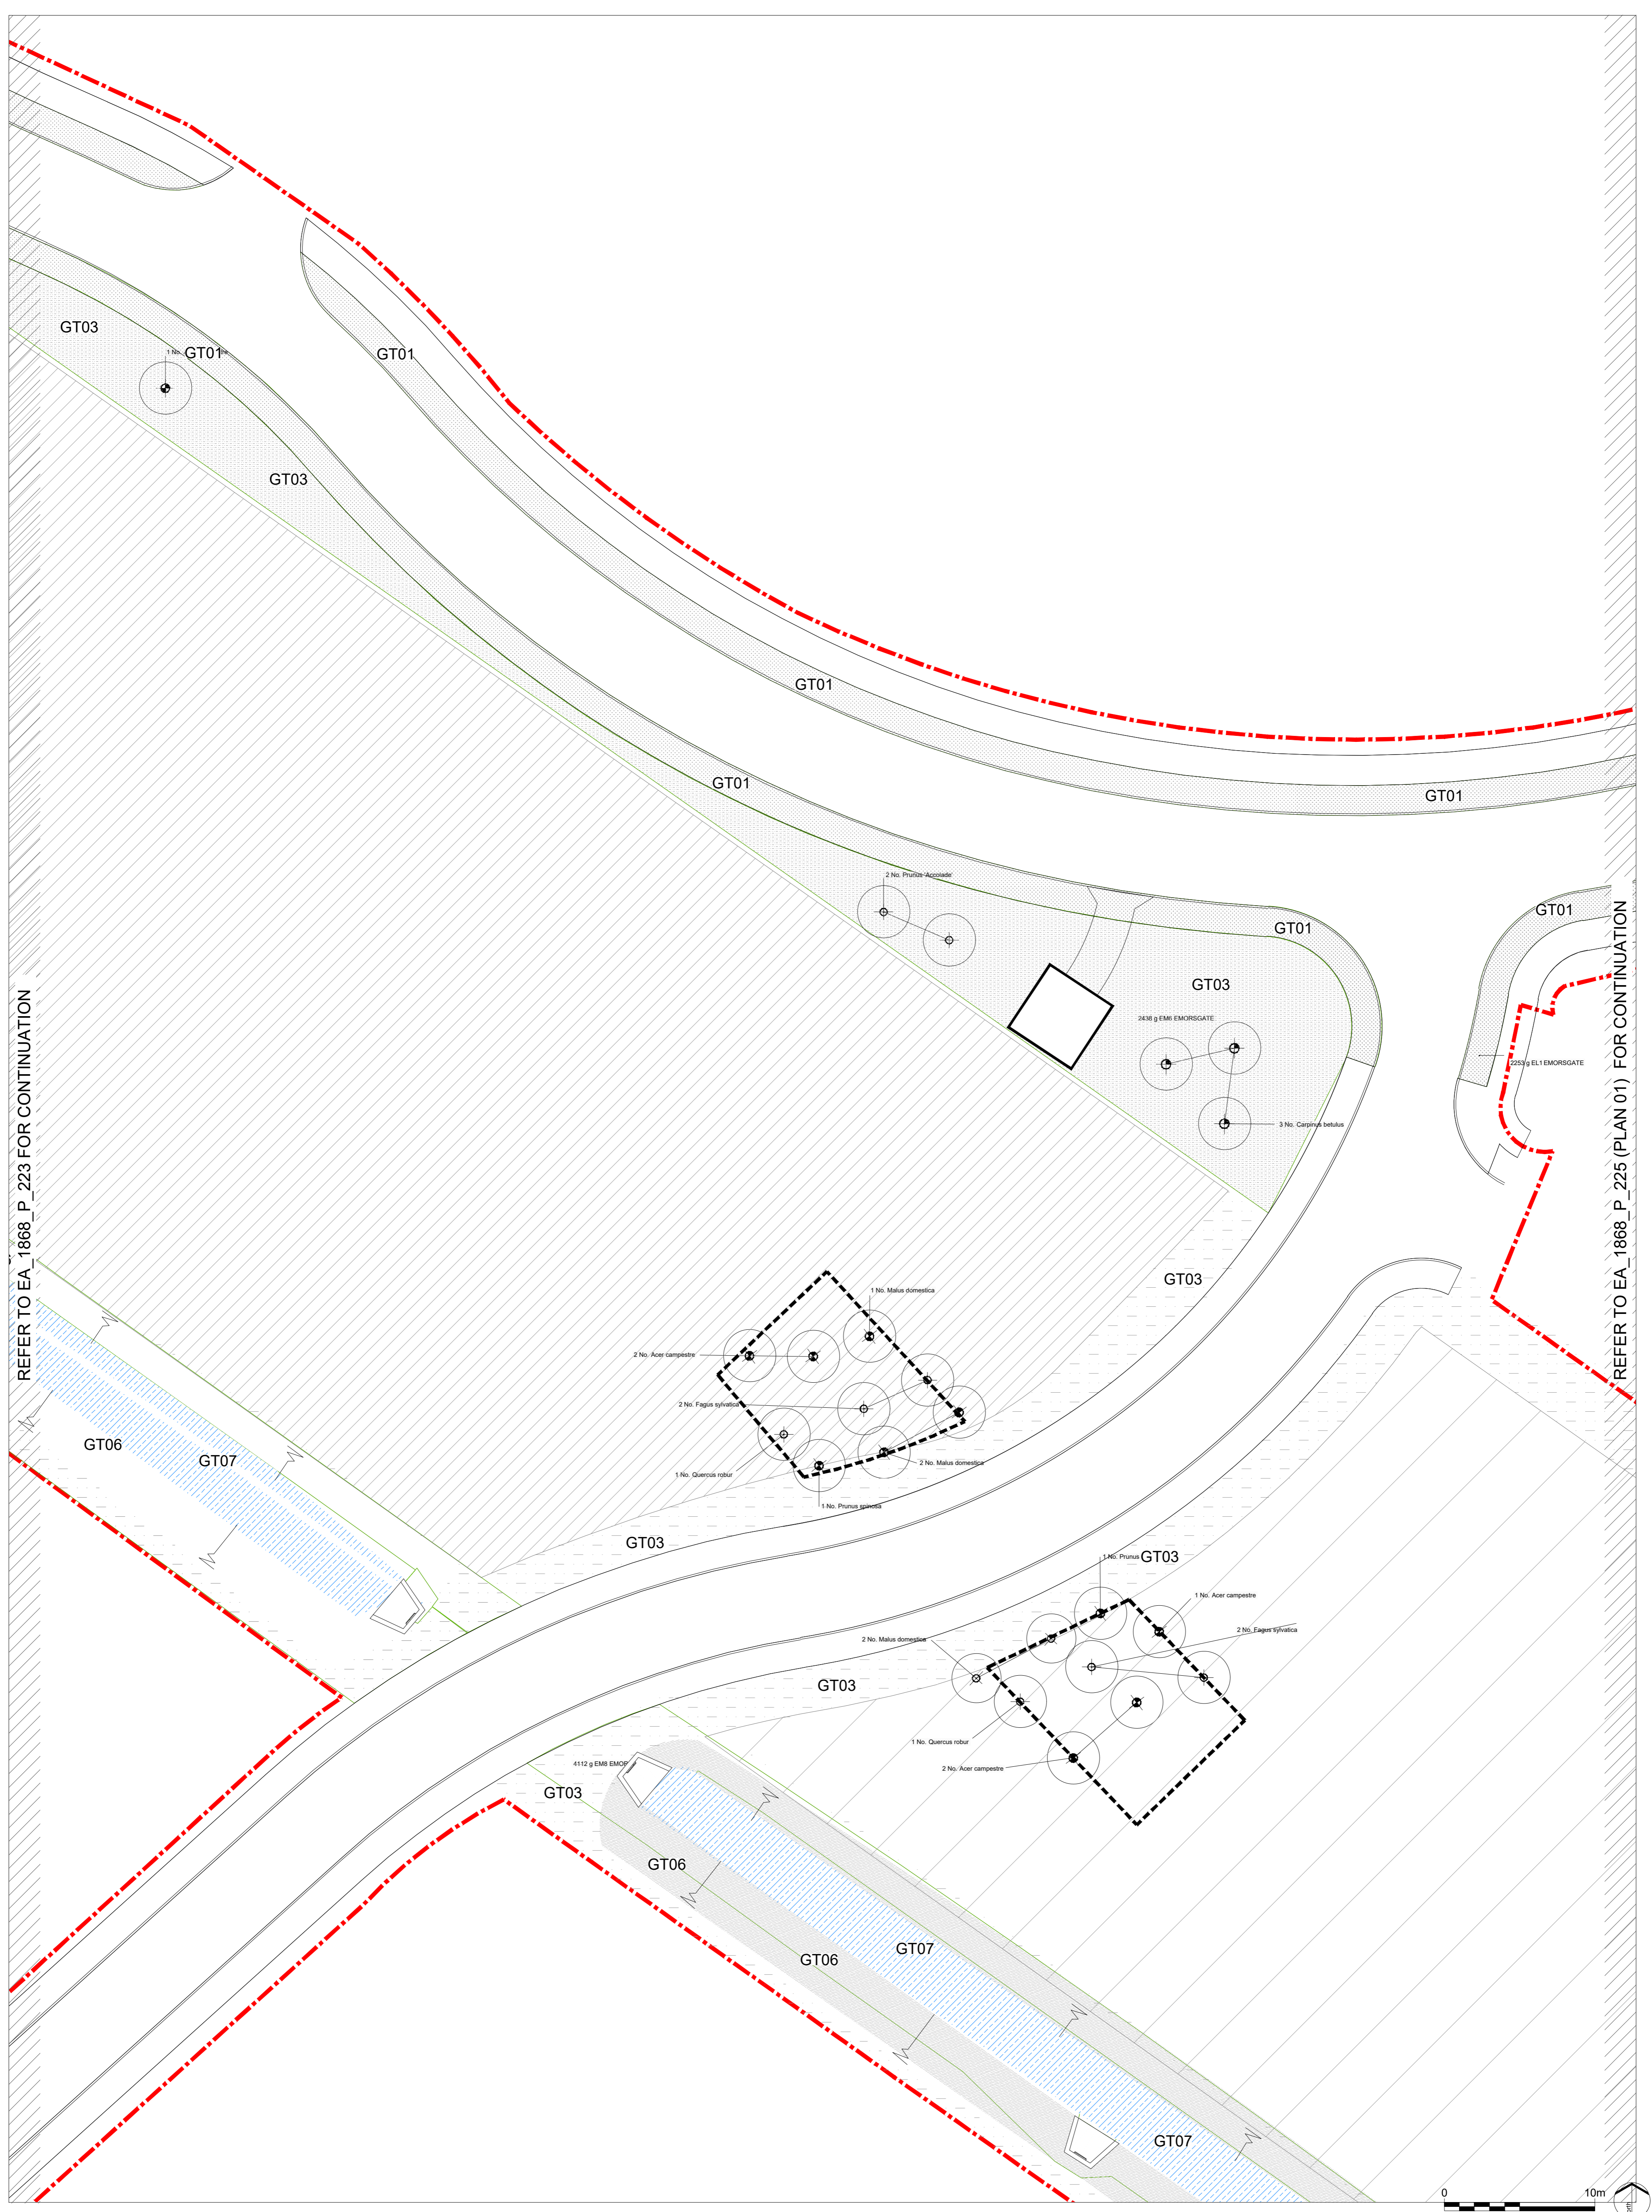 GT03
1 No.
GT01
GT01
GT03
GT01
GT01
GT01
2 No. Prunus 'Accolade'
GT01
GT01
GT03
2438 g EM6 EMORSGATE
2253 g EL1 EMORSGATE
3 No. Carpinus betulus
REFER TO EA_1868_P_223 FOR CONTINUATION
REFER TO EA_1868_P_225 (PLAN 01) FOR CONTINUATION
GT03
1 No. Malus domestica
2 No. Acer campestre
2 No. Fagus sylvatica
GT06
GT07
2 No. Malus domestica
1 No. Quercus robur
1 No. Prunus spinosa
GT03
1 No. Prunus
GT03
1 No. Acer campestre
2 No. Fagus sylvatica
2 No. Malus domestica
GT03
1 No. Quercus robur
4112 g EM8
2 No. Acer campestre
GT03
GT06
GT07
GT06
GT07
0
10m